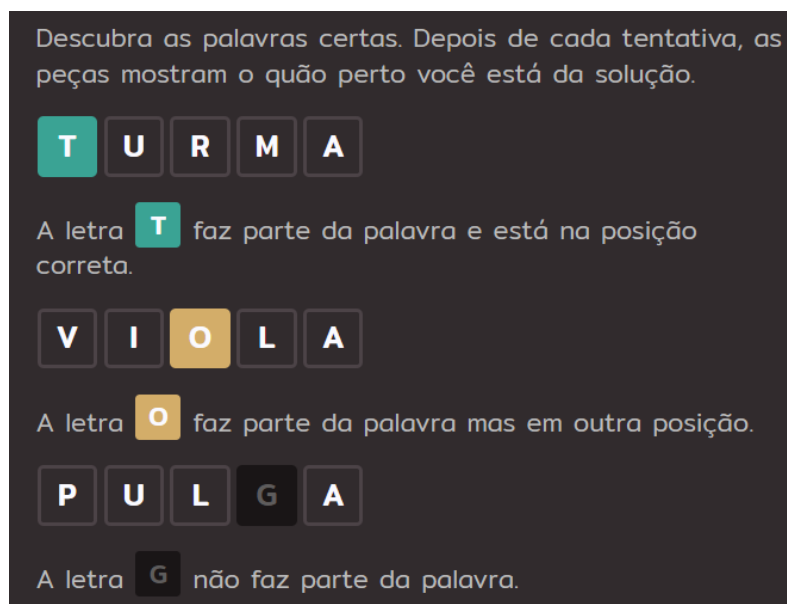 Descubra as palavras certas. Depois de cada tentativa, as
peças mostram o quão perto você está da solução.
T U R M A
A letra T faz parte da palavra e está na posição
correta.
V I O L A
A letra O faz parte da palavra mas em outra posição.
P U L G A
A letra G não faz parte da palavra.